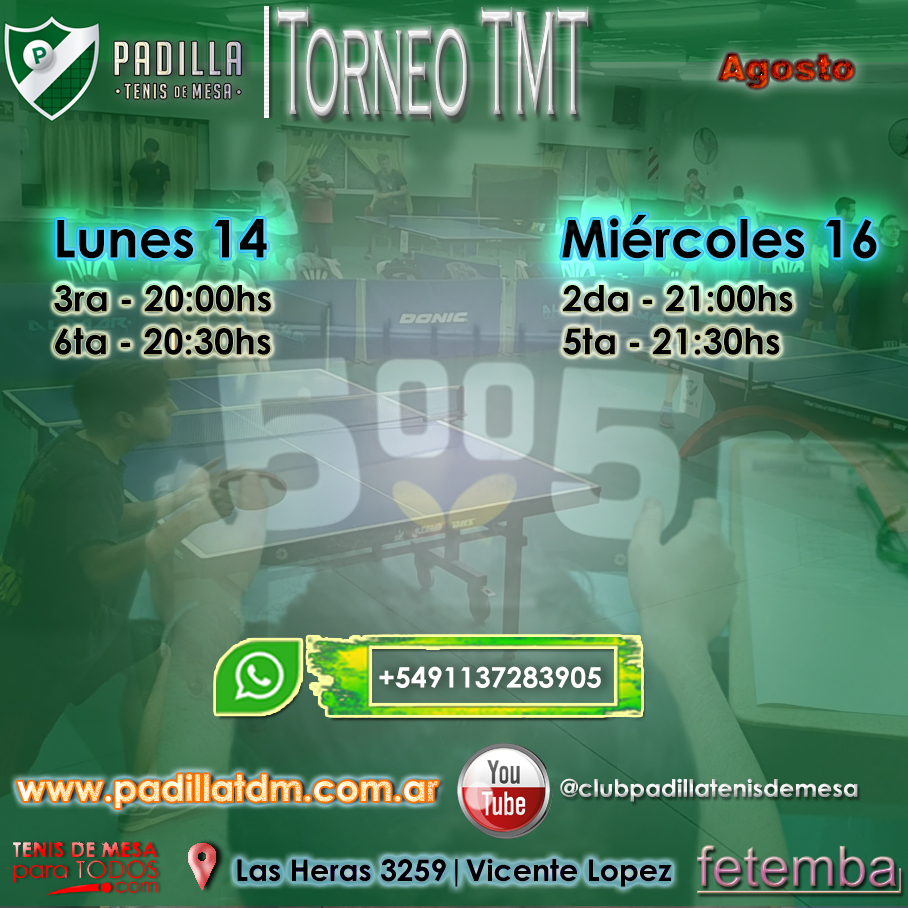 P
PADILLA
·TENIS DE MESA·
TORNEO TMT
Agosto
Lunes 14
3ra - 20:00hs
6ta - 20:30hs
Miércoles 16
2da - 21:00hs
5ta - 21:30hs
DONIC
5005
+5491137283905
www.padillatdm.com.ar
You
Tube
@clubpadillatenisdemesa
TENIS DE MESA
para TODOS
.com
Las Heras 3259|Vicente Lopez
fetemba